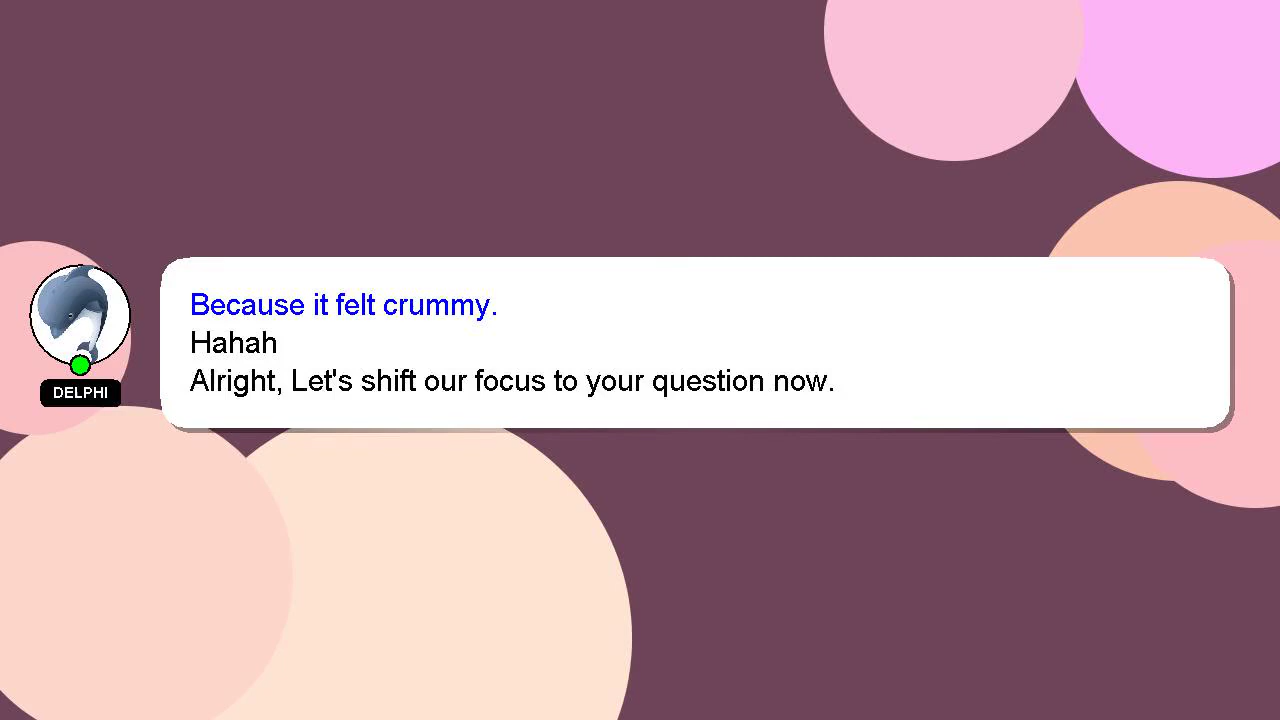 Because it felt crummy.
Hahah
Alright, Let's shift our focus to your question now.
DELPHI